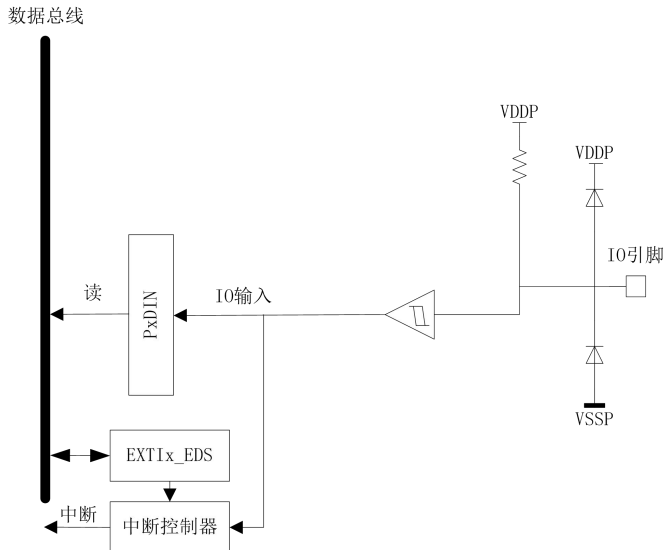 数据总线
VDDP
VDDP
IO引脚
读
PxDIN
IO输入
VSSP
EXTIx_EDS
中断
中断控制器